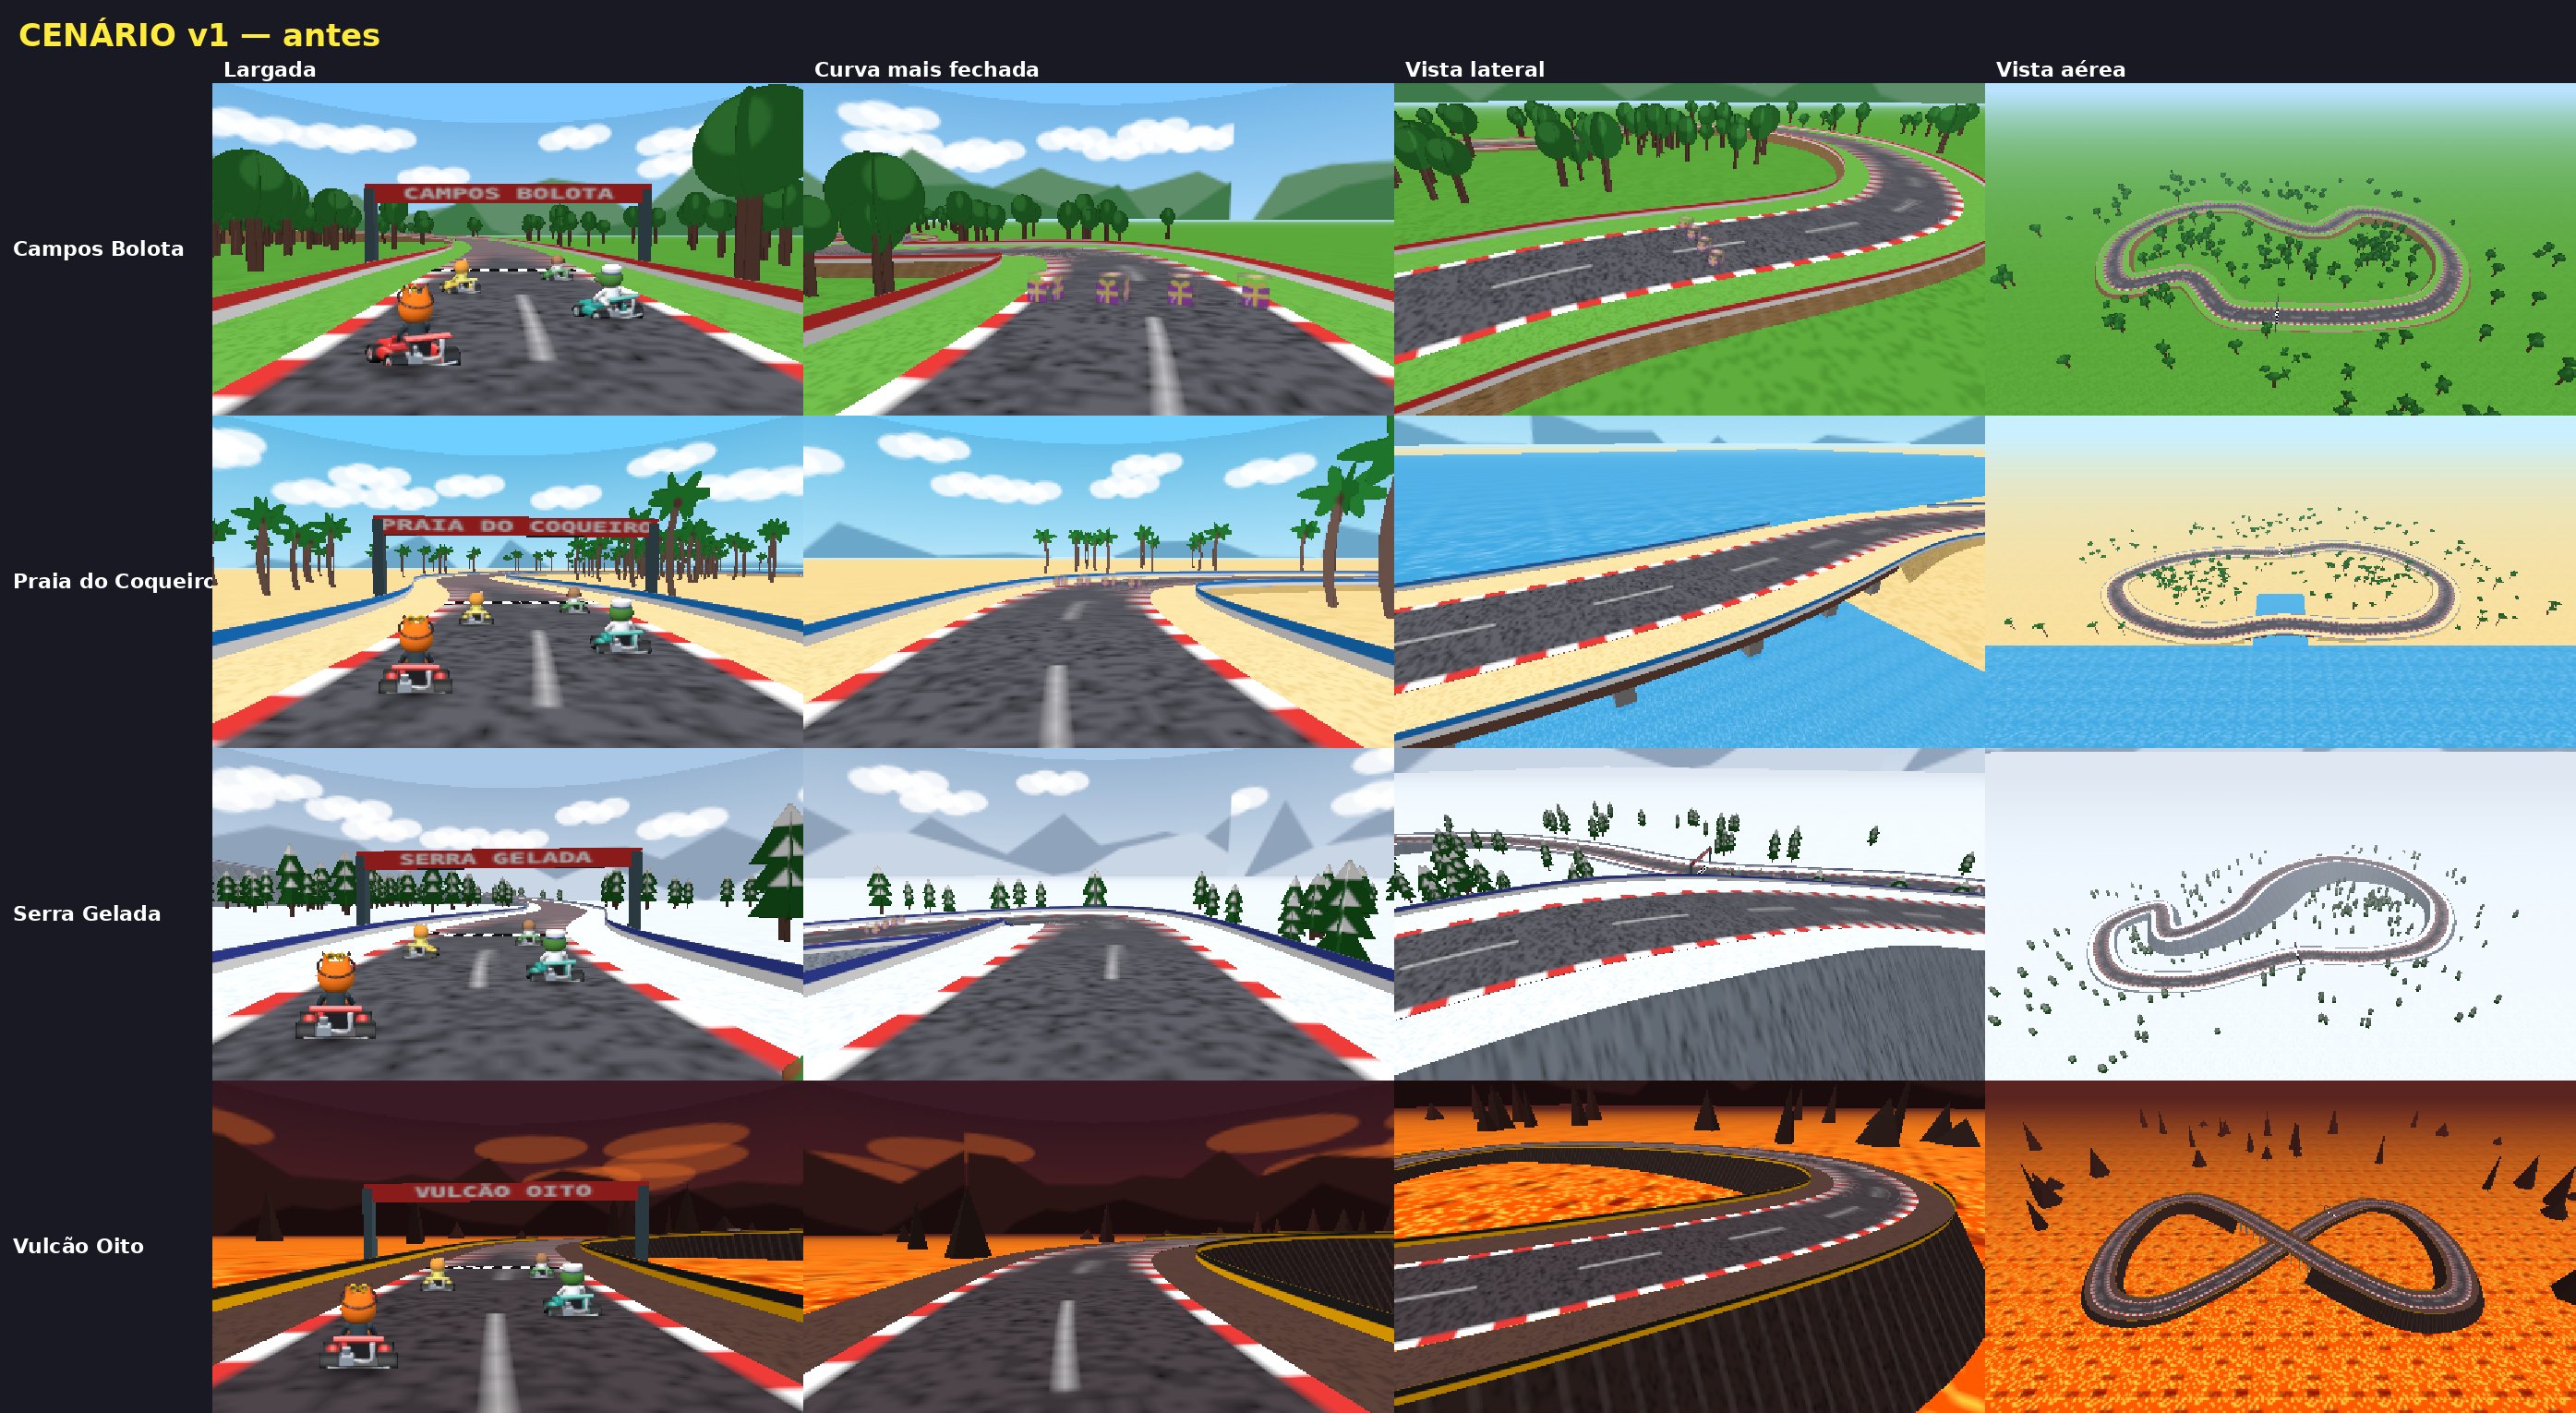 CENÁRIO v1 — antes
Largada
Curva mais fechada
Vista lateral
Vista aérea
Campos Bolota
CAMPOS BOLOTA
Praia do Coqueiro
PRAIA DO COQUEIRO
Serra Gelada
SERRA GELADA
Vulcão Oito
VULCÃO OITO